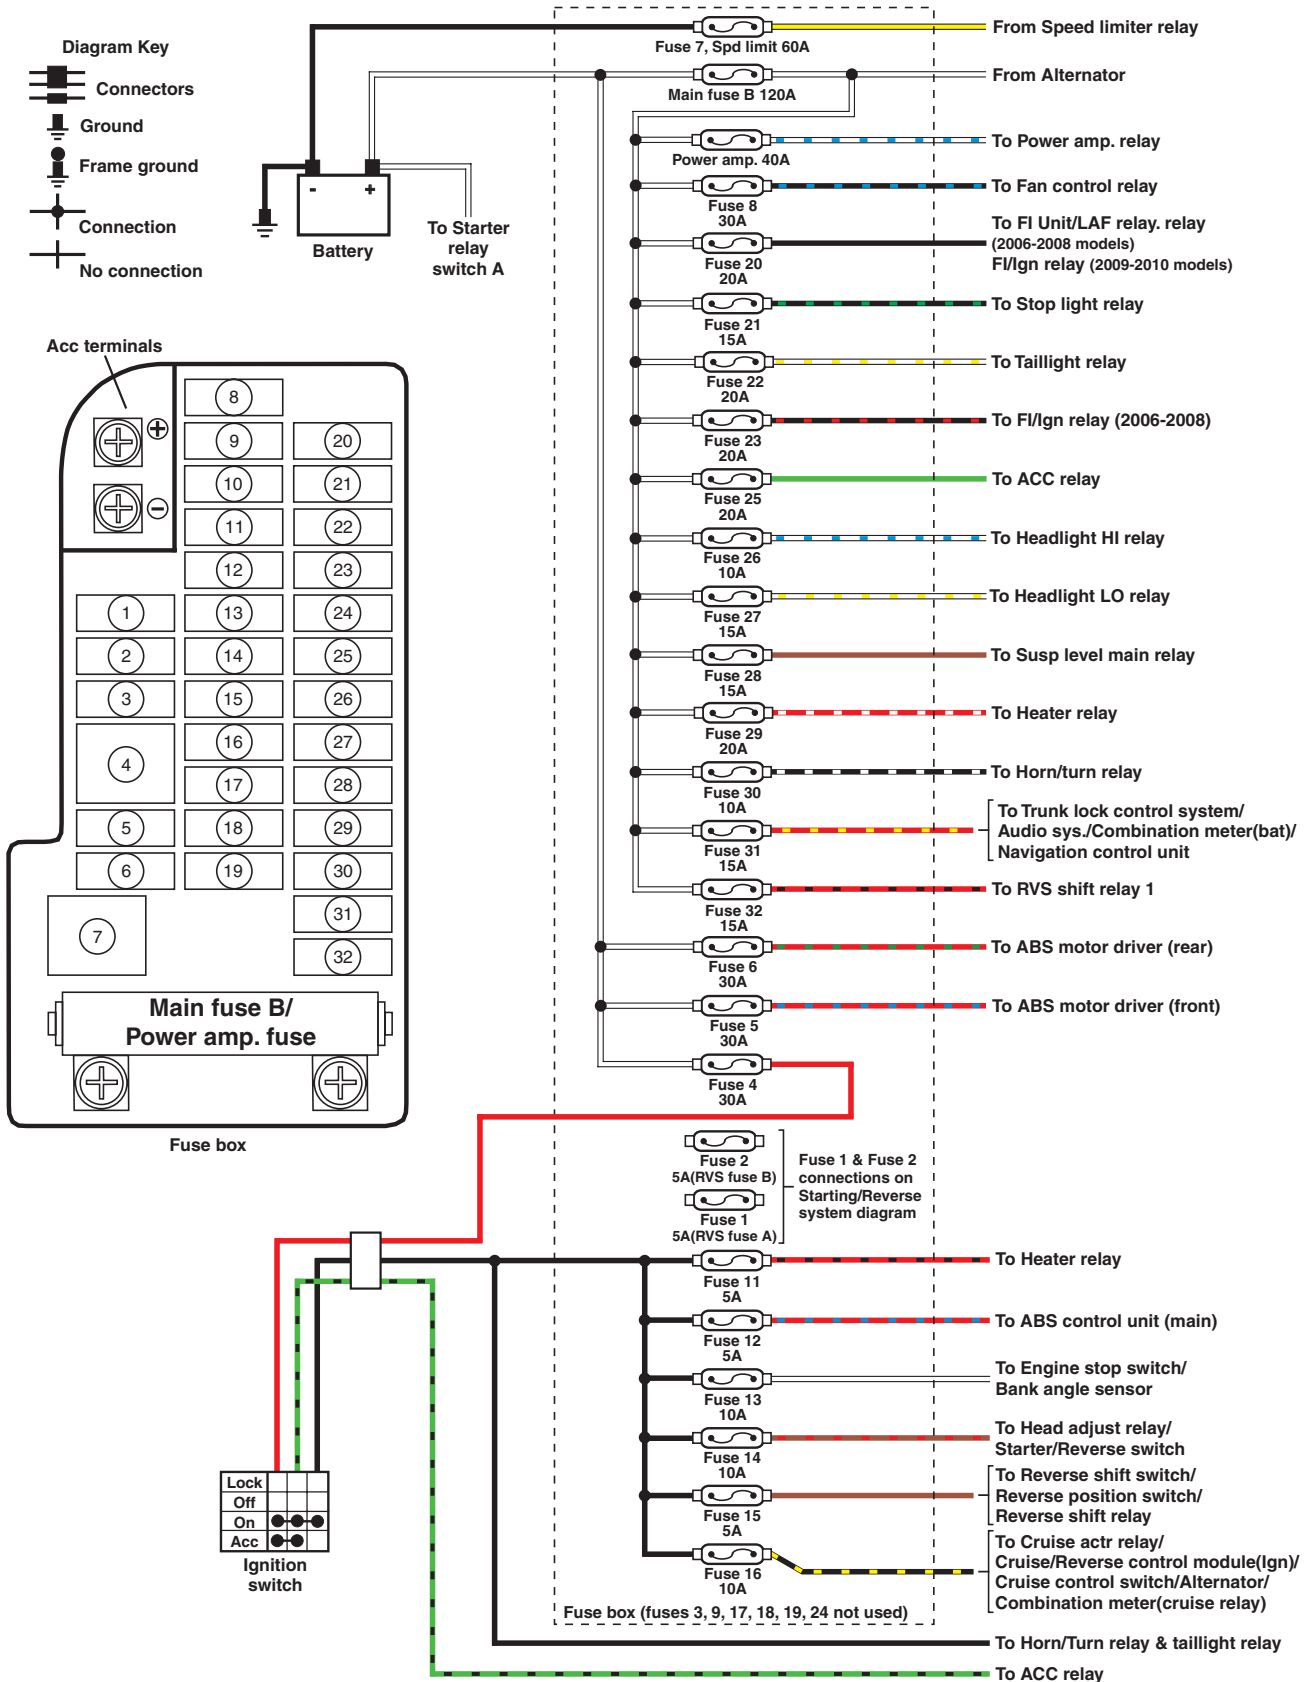 Diagram Key
Connectors
Ground
Frame ground
Connection
No connection
-
+
Battery
To Starter
relay
switch A
Acc terminals
+
−
8
9
20
10
21
11
22
12
23
1
13
24
2
14
25
3
15
26
4
16
27
17
28
5
18
29
6
19
30
7
31
32
Main fuse B/
Power amp. fuse
Fuse box
Fuse 7, Spd limit 60A
From Speed limiter relay
Main fuse B 120A
From Alternator
Power amp. 40A
To Power amp. relay
Fuse 8
30A
To Fan control relay
Fuse 20
20A
To FI Unit/LAF relay. relay
(2006-2008 models)
FI/Ign relay (2009-2010 models)
Fuse 21
15A
To Stop light relay
Fuse 22
20A
To Taillight relay
Fuse 23
20A
To FI/Ign relay (2006-2008)
Fuse 25
20A
To ACC relay
Fuse 26
10A
To Headlight HI relay
Fuse 27
15A
To Headlight LO relay
Fuse 28
15A
To Susp level main relay
Fuse 29
20A
To Heater relay
Fuse 30
10A
To Horn/turn relay
Fuse 31
15A
To Trunk lock control system/
Audio sys./Combination meter(bat)/
Navigation control unit
Fuse 32
15A
To RVS shift relay 1
Fuse 6
30A
To ABS motor driver (rear)
Fuse 5
30A
To ABS motor driver (front)
Fuse 4
30A
Fuse 2
5A(RVS fuse B)
Fuse 1
5A(RVS fuse A)
Fuse 1 & Fuse 2
connections on
Starting/Reverse
system diagram
Fuse 11
5A
To Heater relay
Fuse 12
5A
To ABS control unit (main)
Fuse 13
10A
To Engine stop switch/
Bank angle sensor
Fuse 14
10A
To Head adjust relay/
Starter/Reverse switch
Fuse 15
5A
To Reverse shift switch/
Reverse position switch/
Reverse shift relay
Fuse 16
10A
To Cruise actr relay/
Cruise/Reverse control module(Ign)/
Cruise control switch/Alternator/
Combination meter(cruise relay)
Lock
Off
On
Acc
Ignition
switch
Fuse box (fuses 3, 9, 17, 18, 19, 24 not used)
To Horn/Turn relay & taillight relay
To ACC relay